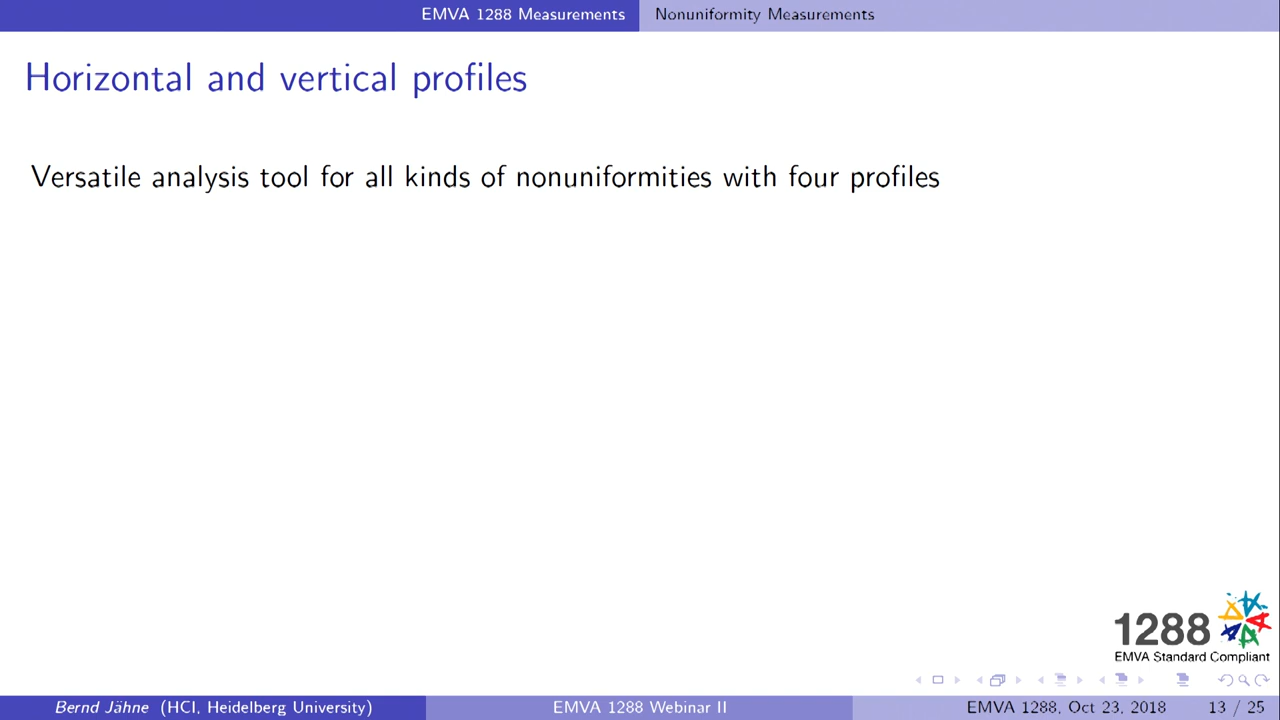 EMVA 1288 Measurements Nonuniformity Measurements
Horizontal and vertical profiles
Versatile analysis tool for all kinds of nonuniformities with four profiles
1288
EMVA Standard Compliant
Bernd Jähne (HCI, Heidelberg University) EMVA 1288 Webinar II EMVA 1288, Oct 23, 2018 13 / 25